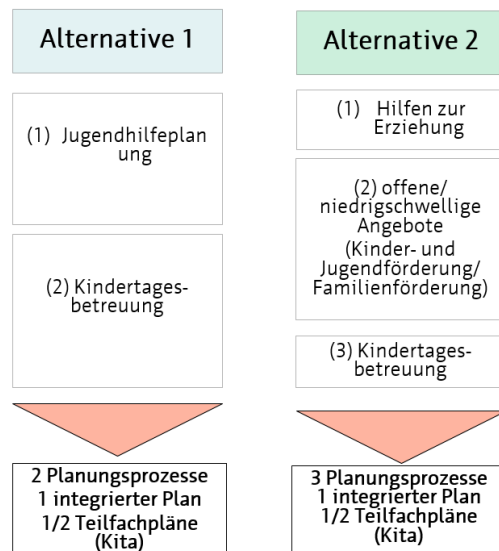 Alternative 1
(1) Jugendhilfeplan
ung
(2) Kindertages-
betreuung
2 Planungsprozesse
1 integrierter Plan
1/2 Teilfachpläne
(Kita)
Alternative 2
(1) Hilfen zur
Erziehung
(2) offene/
niedrigschwellige
Angebote
(Kinder- und
Jugendförderung/
Familienförderung)
(3) Kindertages-
betreuung
3 Planungsprozesse
1 integrierter Plan
1/2 Teilfachpläne
(Kita)